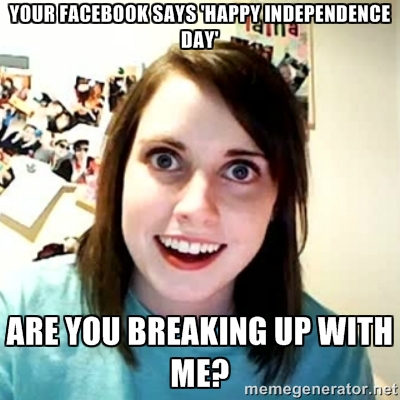 YOUR FACEBOOK SAYS 'HAPPY INDEPENDENCE
DAY'
ARE YOU BREAKING UP WITH
ME?
memegenerator.net